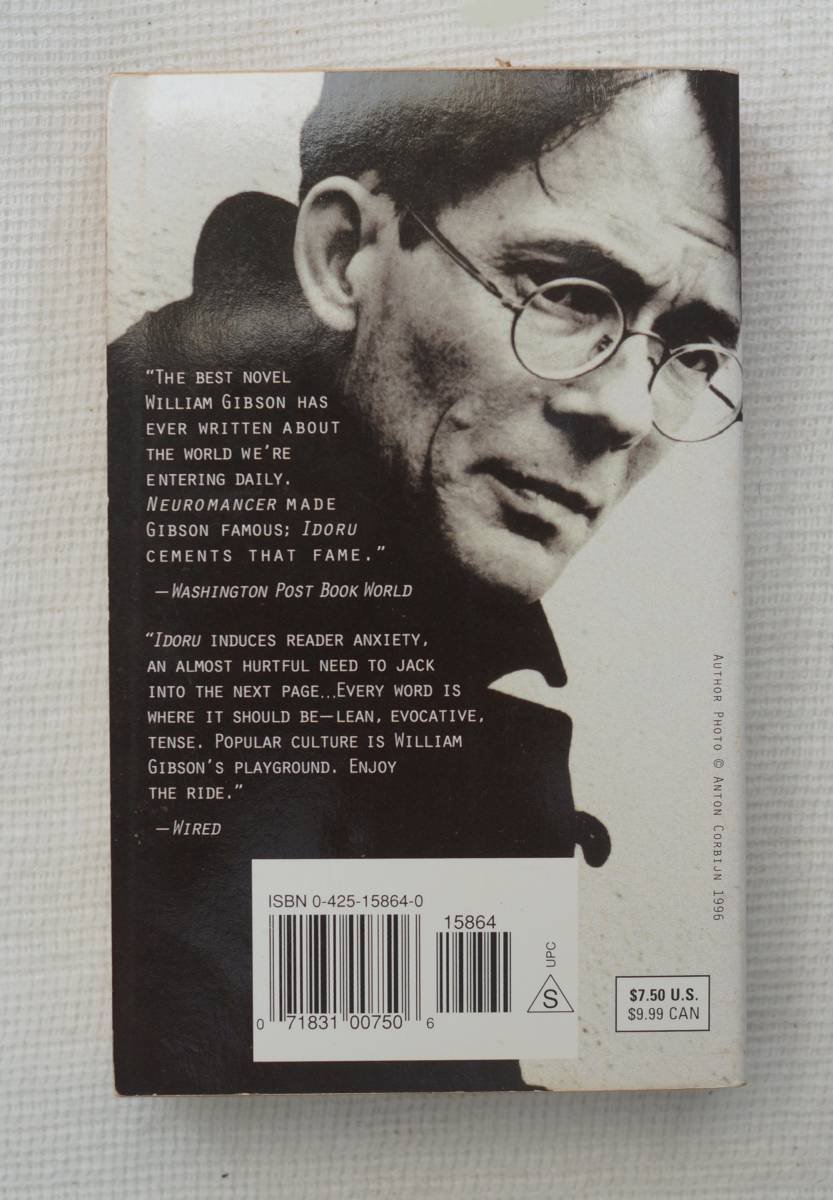 “THE BEST NOVEL
WILLIAM GIBSON HAS
EVER WRITTEN ABOUT
THE WORLD WE’RE
ENTERING DAILY.
NEUROMANCER MADE
GIBSON FAMOUS; IDORU
CEMENTS THAT FAME.”
—WASHINGTON POST BOOK WORLD
“IDORU INDUCES READER ANXIETY,
AN ALMOST HURTFUL NEED TO JACK
INTO THE NEXT PAGE...EVERY WORD IS
WHERE IT SHOULD BE—LEAN, EVOCATIVE,
TENSE. POPULAR CULTURE IS WILLIAM
GIBSON’S PLAYGROUND. ENJOY
THE RIDE.”
—WIRED
AUTHOR PHOTO © ANTON CORBIJN 1996
ISBN 0-425-15864-0
15864
0 71831 00750 6
S
UPC
$7.50 U.S.
$9.99 CAN